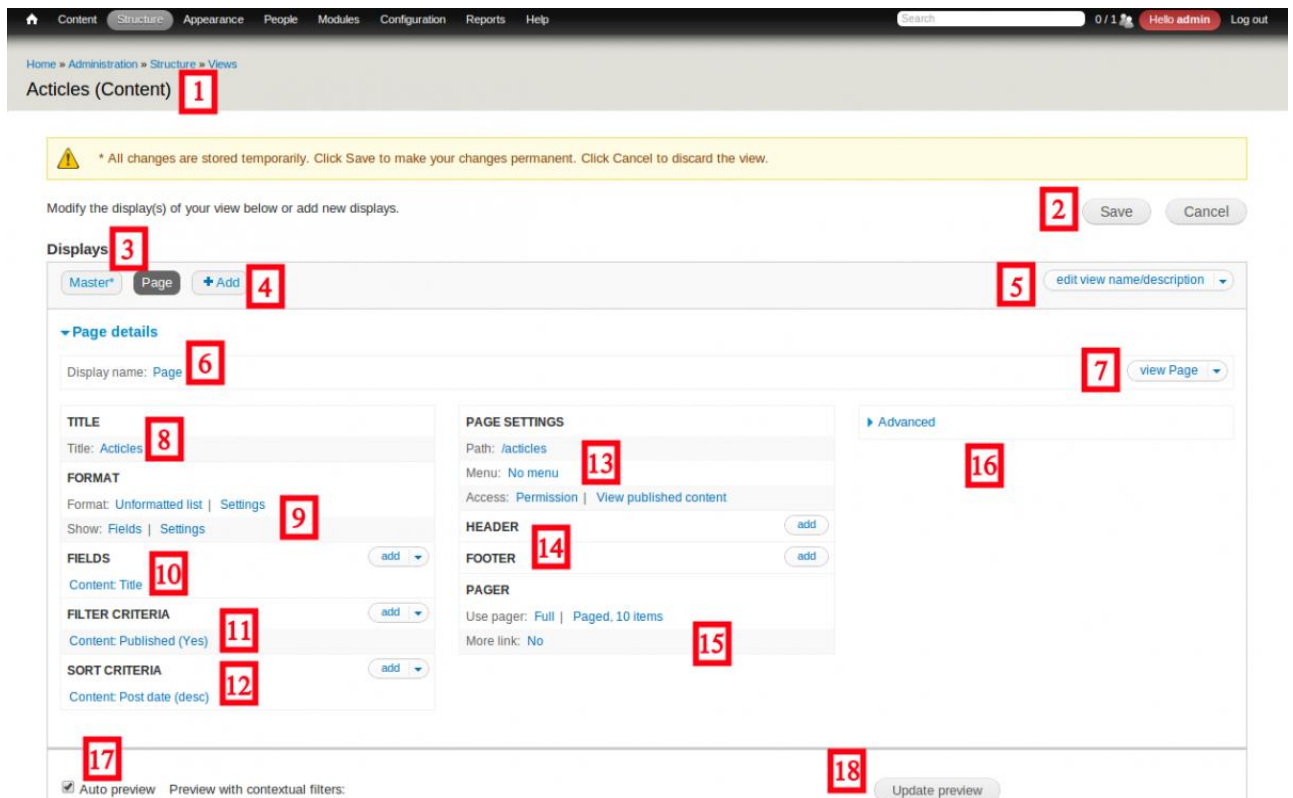 Content Structure Appearance People Modules Configuration Reports Help Search 0 / 1 Hello admin Log out
Home » Administration » Structure » Views
Acticles (Content) 1
* All changes are stored temporarily. Click Save to make your changes permanent. Click Cancel to discard the view.
Modify the display(s) of your view below or add new displays. 2 Save Cancel
Displays 3
Master* Page + Add 4 5 edit view name/description
Page details
Display name: Page 6 7 view Page
TITLE
Title: Acticles 8
FORMAT
Format: Unformatted list | Settings
Show: Fields | Settings 9
FIELDS add
Content: Title 10
FILTER CRITERIA add
Content: Published (Yes) 11
SORT CRITERIA add
Content: Post date (desc) 12
PAGE SETTINGS
Path: /acticles
Menu: No menu 13
Access: Permission | View published content
HEADER add
14
FOOTER add
PAGER
Use pager: Full | Paged, 10 items
More link: No 15
Advanced
16
17
Auto preview Preview with contextual filters: 18 Update preview